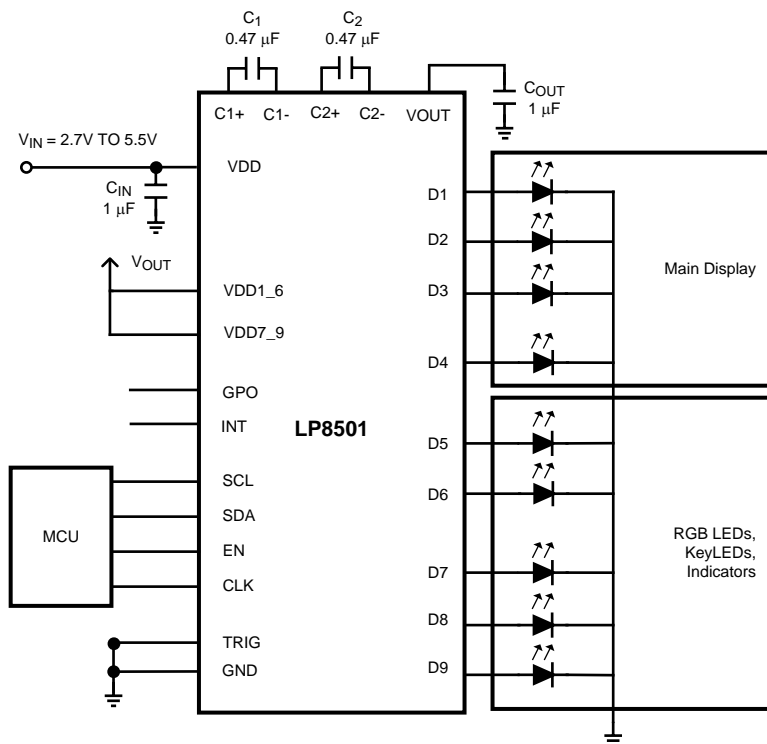 C1
0.47 µF
C2
0.47 µF
COUT
1 µF
C1+ C1- C2+ C2- VOUT
VIN = 2.7V TO 5.5V
VDD
CIN
1 µF
D1
D2
VOUT
Main Display
D3
VDD1_6
VDD7_9
D4
GPO
INT
LP8501
D5
SCL
D6
MCU
SDA
RGB LEDs,
KeyLEDs,
Indicators
EN
D7
CLK
D8
TRIG
GND
D9